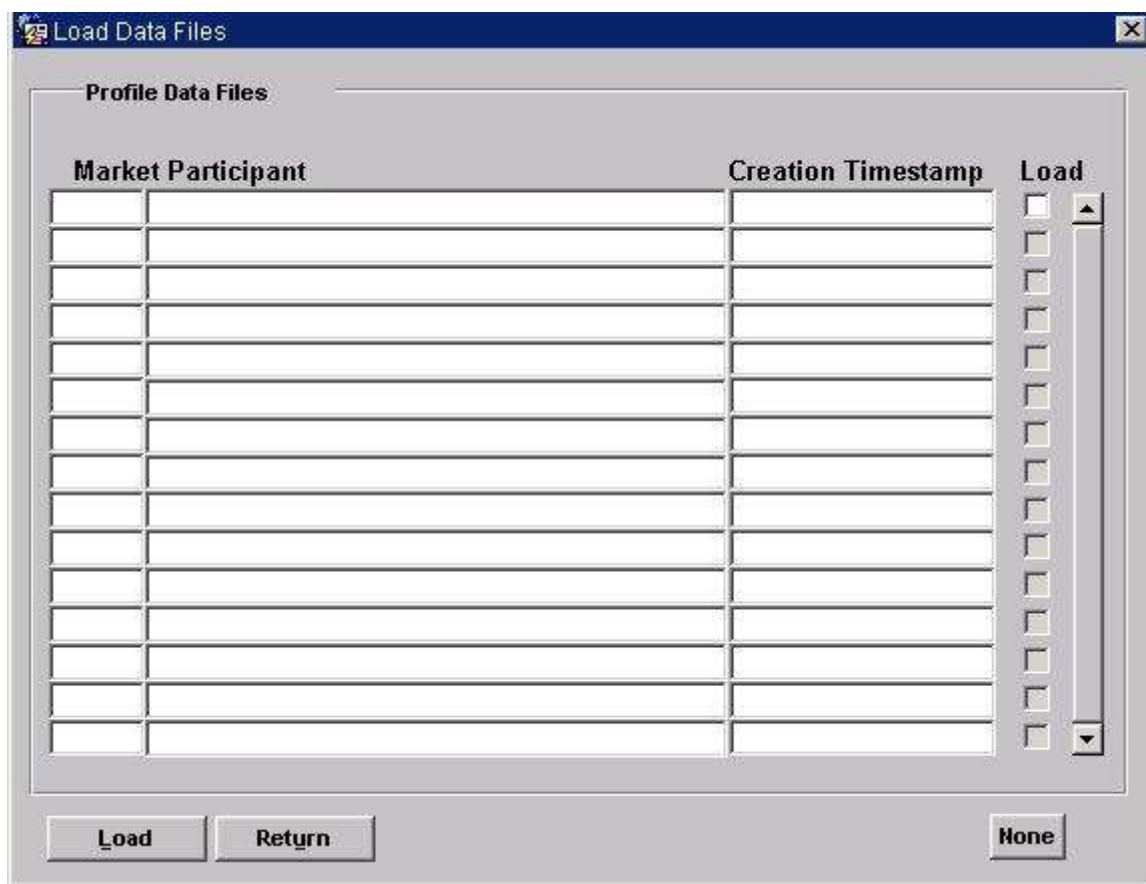 Load Data Files
Profile Data Files
Market Participant Creation Timestamp Load
Load Return None